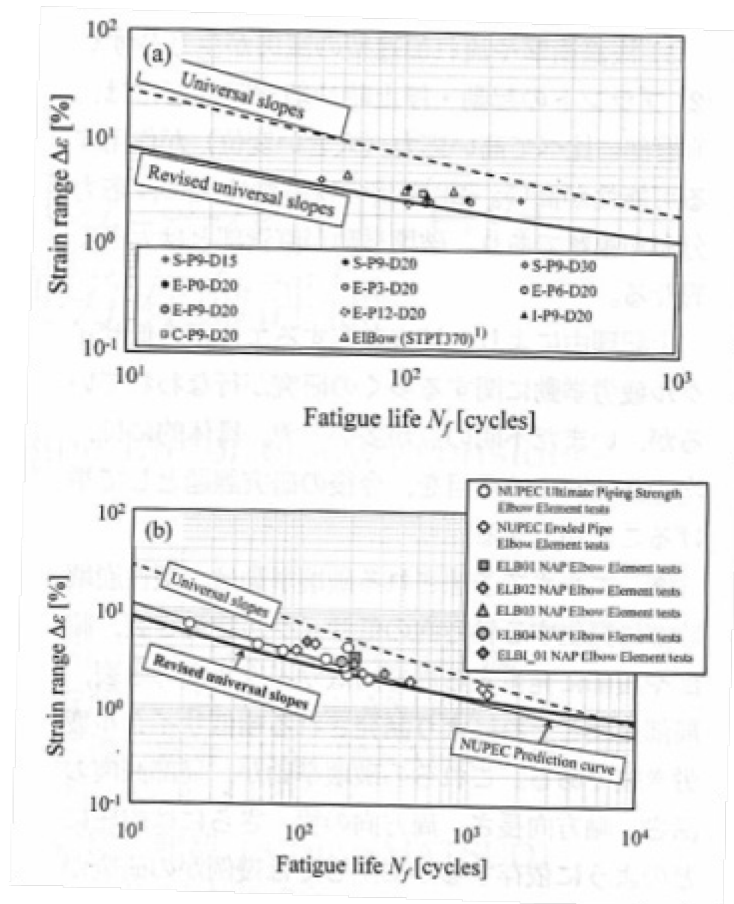 10²
(a)
Universal slopes
10¹
Revised universal slopes
10⁰
S-P9-D15 S-P9-D20 S-P9-D30
E-P0-D20 E-P3-D20 E-P6-D20
E-P9-D20 E-P12-D20 I-P9-D20
C-P9-D20 ElBow (STPT370)¹⁾
10⁻¹
10¹ 10² 10³
Strain range Δε [%]
Fatigue life Nf [cycles]
10²
(b)
NUPEC Ultimate Piping Strength
Elbow Element tests
NUPEC Eroded Pipe
Elbow Element tests
ELB01 NAP Elbow Element tests
ELB02 NAP Elbow Element tests
ELB03 NAP Elbow Element tests
ELB04 NAP Elbow Element tests
NAP Elbow Element tests
Universal slopes
10¹
Revised universal slopes
10⁰
NUPEC Prediction curve
10⁻¹
10¹ 10² 10³ 10⁴
Strain range Δε [%]
Fatigue life Nf [cycles]